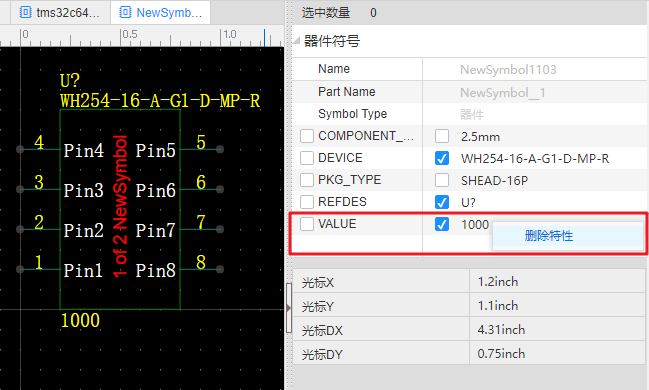 tms32c64... NewSymbol...
选中数量 0
0 0.5 1.0
器件符号
Name NewSymbol1103
Part Name NewSymbol__1
Symbol Type 器件
COMPONENT_... 2.5mm
DEVICE WH254-16-A-G1-D-MP-R
PKG_TYPE SHEAD-16P
REFDES U?
VALUE 1000
删除特性
光标X 1.2inch
光标Y 1.1inch
光标DX 4.31inch
光标DY 0.75inch
U?
WH254-16-A-G1-D-MP-R
4 Pin4 Pin5 5
3 Pin3 Pin6 6
2 Pin2 Pin7 7
1 Pin1 Pin8 8
1 of 2 NewSymbol
1000